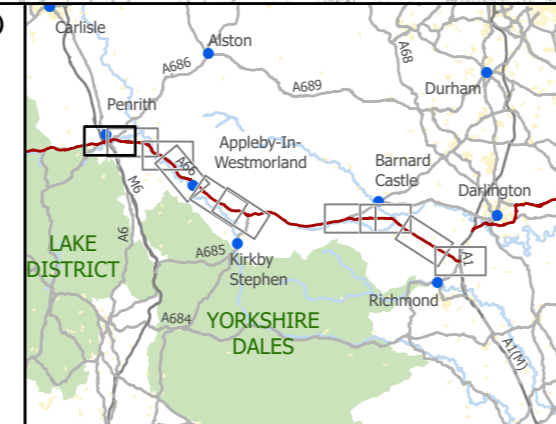 )
Carlisle
Alston
A686
A689
A68
Durham
Penrith
Appleby-In-
Westmorland
A66
Barnard
Castle
Darlington
M6
A6
LAKE
DISTRICT
A685
Kirkby
Stephen
A1
Richmond
A684
YORKSHIRE
DALES
A1(M)